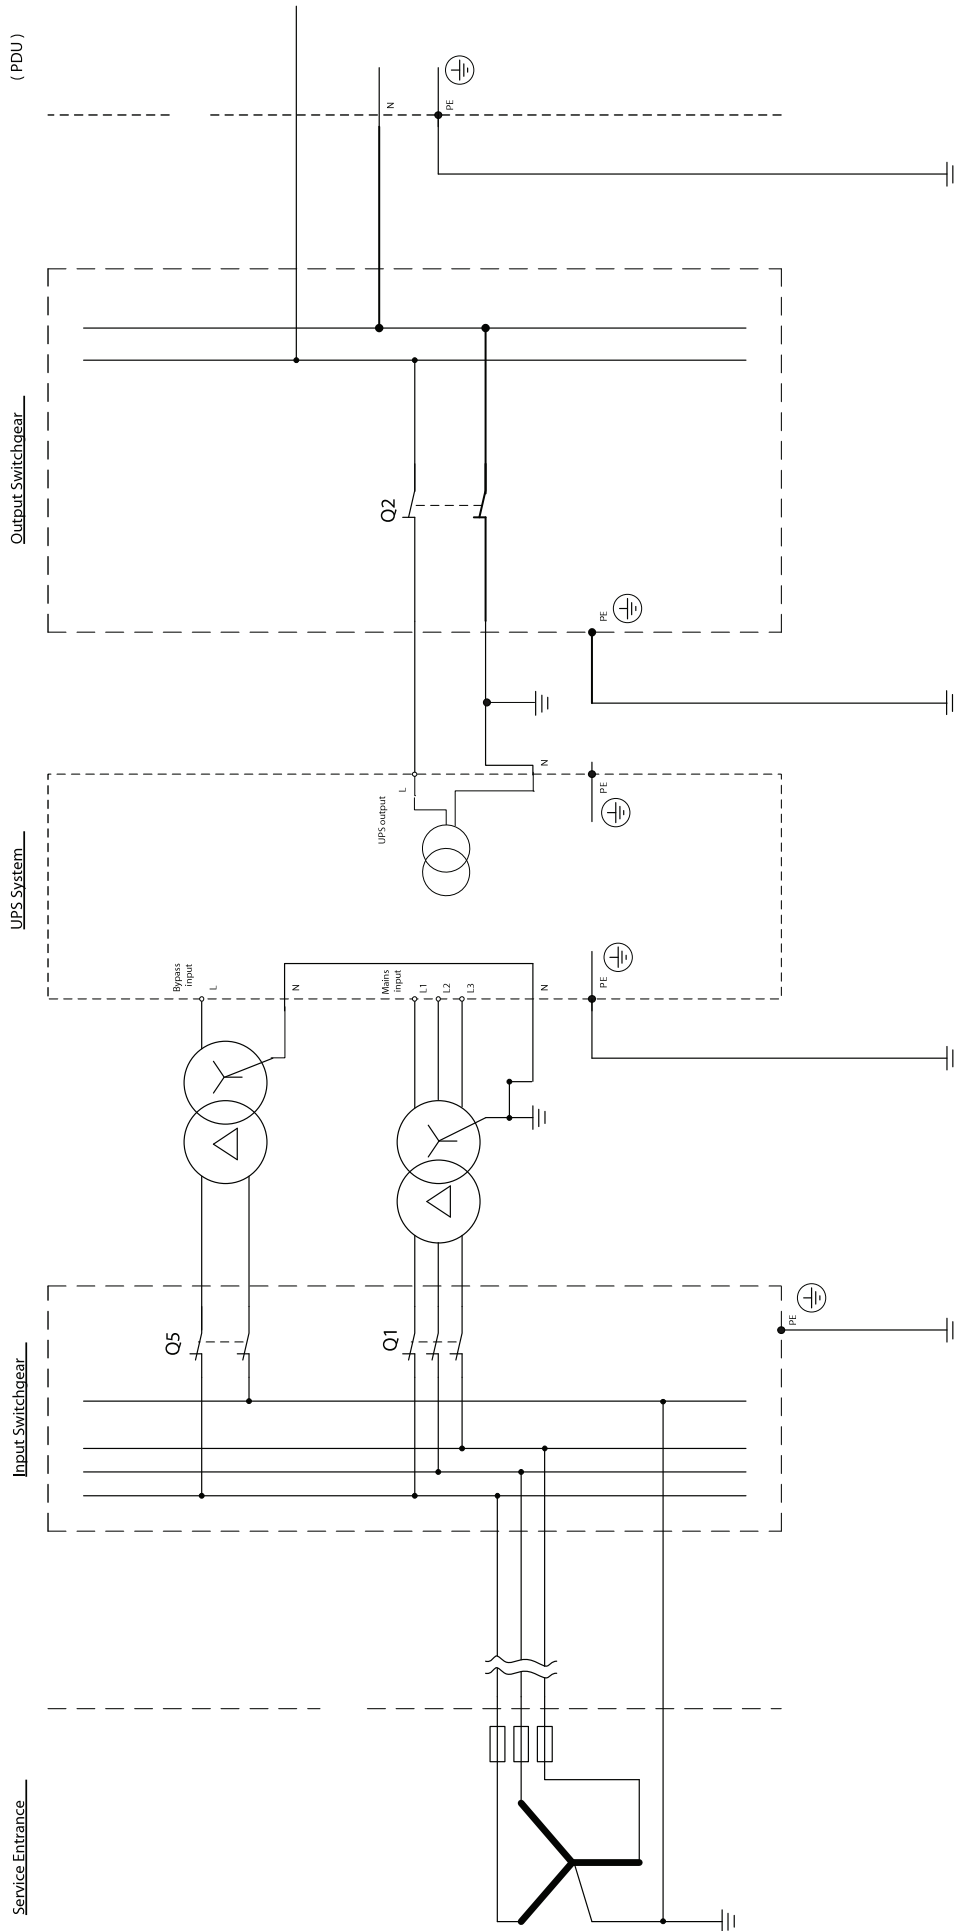 Service Entrance
Input Switchgear
UPS System
Output Switchgear
( PDU )
Q5
Q1
PE
Bypass
input
L
N
Mains
input
L1
L2
L3
N
PE
UPS output
L
N
PE
Q2
PE
N
PE